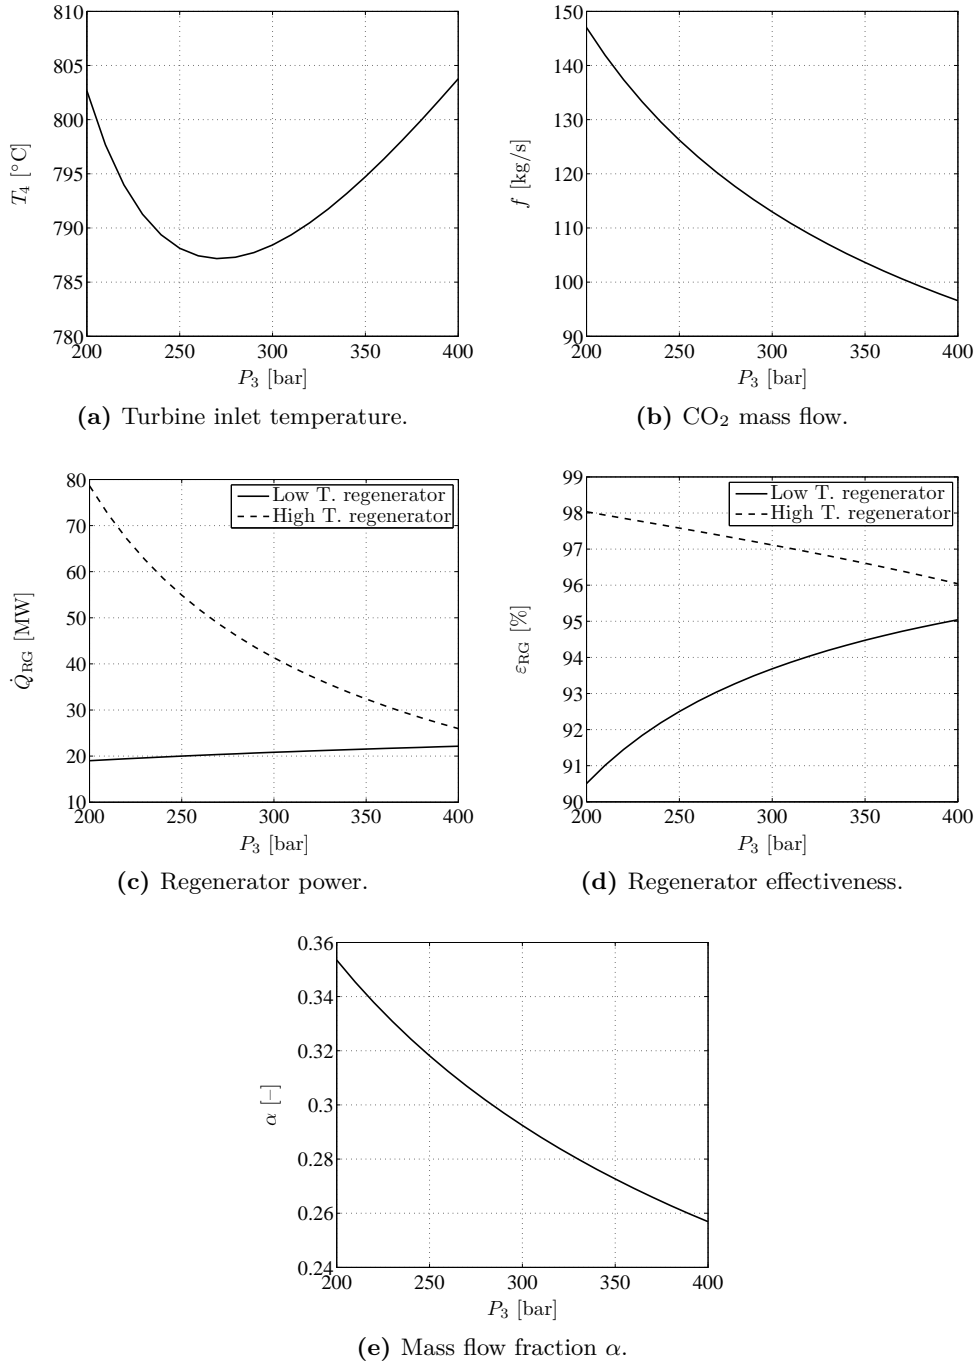 810
805
800
795
790
785
780
T4 [°C]
200 250 300 350 400
P3 [bar]
(a) Turbine inlet temperature.
150
140
130
120
110
100
90
f [kg/s]
200 250 300 350 400
P3 [bar]
(b) CO2 mass flow.
80
70
60
50
40
30
20
10
Q̇RG [MW]
Low T. regenerator
High T. regenerator
200 250 300 350 400
P3 [bar]
(c) Regenerator power.
99
98
97
96
95
94
93
92
91
90
εRG [%]
Low T. regenerator
High T. regenerator
200 250 300 350 400
P3 [bar]
(d) Regenerator effectiveness.
0.36
0.34
0.32
0.3
0.28
0.26
0.24
α [–]
200 250 300 350 400
P3 [bar]
(e) Mass flow fraction α.